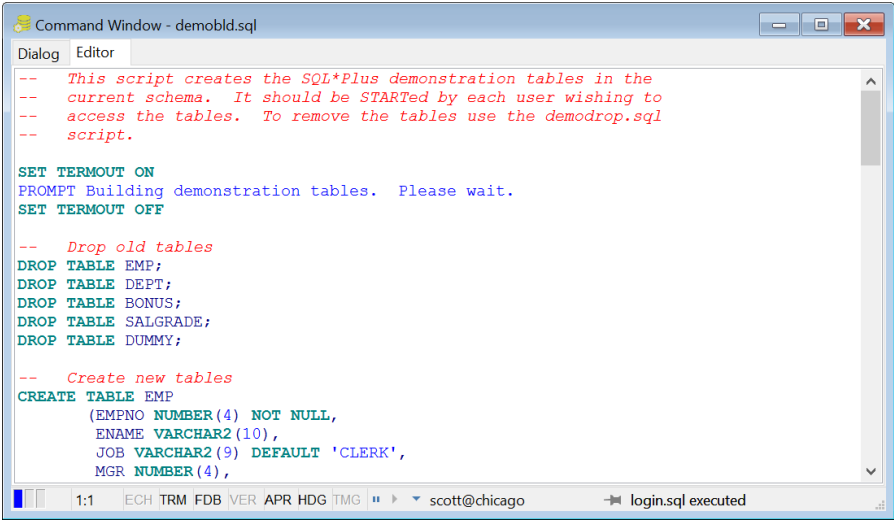 Command Window - demobld.sql
Dialog Editor
--   This script creates the SQL*Plus demonstration tables in the
--   current schema.  It should be STARTed by each user wishing to
--   access the tables.  To remove the tables use the demodrop.sql
--   script.
SET TERMOUT ON
PROMPT Building demonstration tables.  Please wait.
SET TERMOUT OFF
--   Drop old tables
DROP TABLE EMP;
DROP TABLE DEPT;
DROP TABLE BONUS;
DROP TABLE SALGRADE;
DROP TABLE DUMMY;
--   Create new tables
CREATE TABLE EMP
(EMPNO NUMBER(4) NOT NULL,
ENAME VARCHAR2(10),
JOB VARCHAR2(9) DEFAULT 'CLERK',
MGR NUMBER(4),
1:1 ECH TRM FDB VER APR HDG TMG scott@chicago login.sql executed